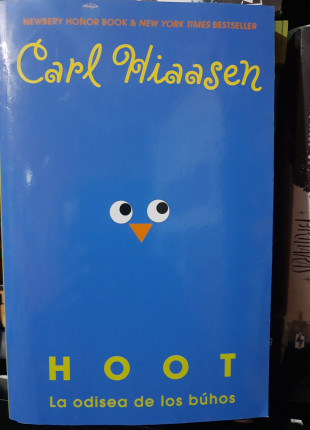 NEWBERY HONOR BOOK & NEW YORK TIMES BESTSELLER
Carl Hiaasen
HOOT
La odisea de los búhos